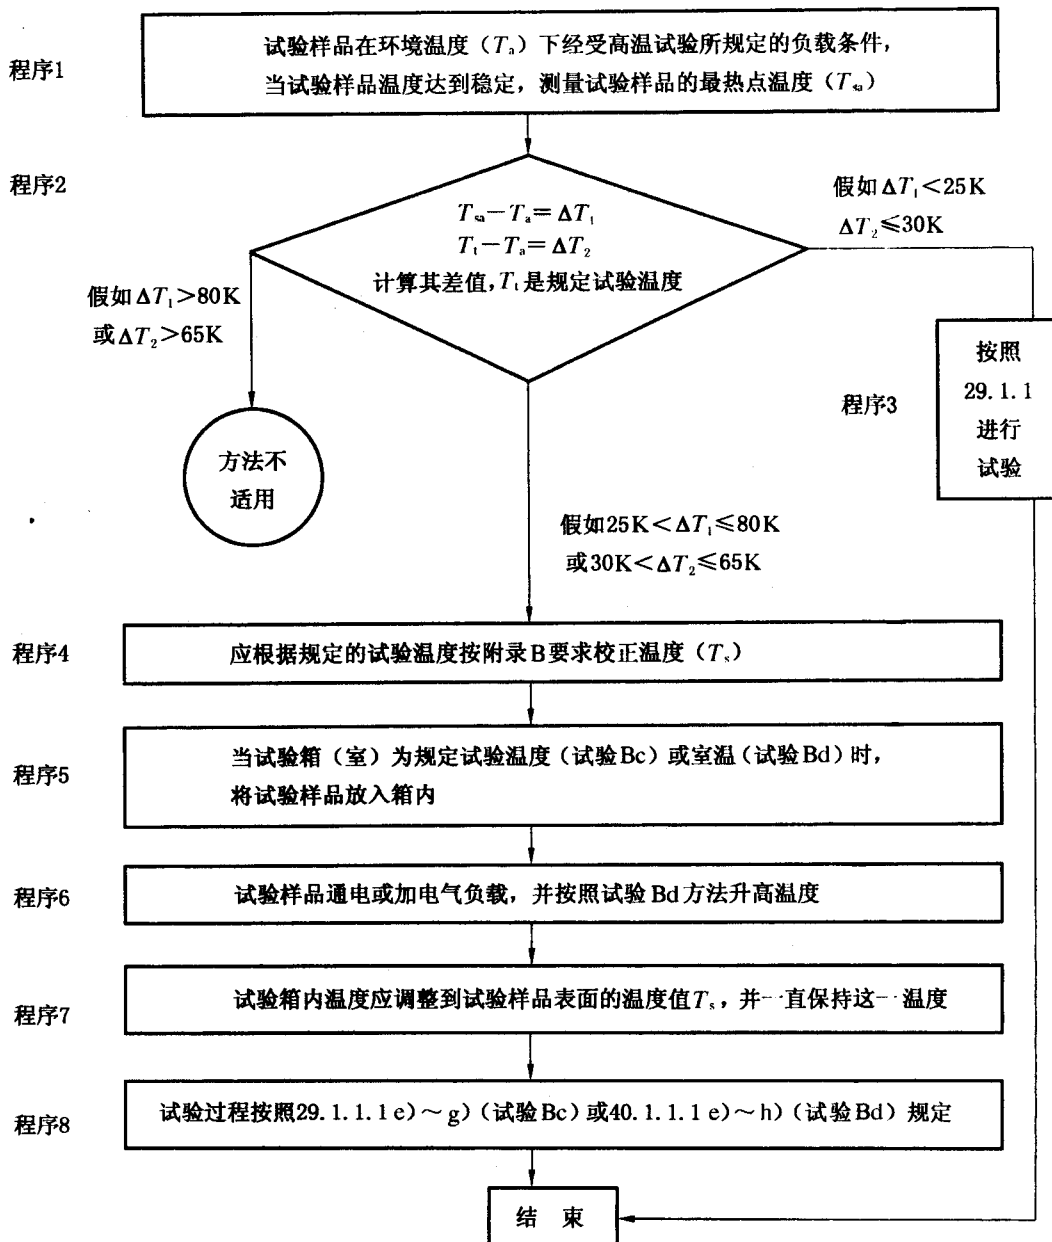 程序1
试验样品在环境温度（Tₐ）下经受高温试验所规定的负载条件，
当试验样品温度达到稳定，测量试验样品的最热点温度（Tsa）
程序2
Tsa－Ta＝ΔT₁
Tt－Ta＝ΔT₂
计算其差值，Tt是规定试验温度
假如ΔT₁＜25K
ΔT₂≤30K
假如ΔT₁＞80K
或ΔT₂＞65K
方法不
适用
程序3
按照
29.1.1
进行
试验
假如25K＜ΔT₁≤80K
或30K＜ΔT₂≤65K
程序4
应根据规定的试验温度按附录B要求校正温度（Ts）
程序5
当试验箱（室）为规定试验温度（试验Bc）或室温（试验Bd）时，
将试验样品放入箱内
程序6
试验样品通电或加电气负载，并按照试验Bd方法升高温度
程序7
试验箱内温度应调整到试验样品表面的温度值Ts，并一直保持这一温度
程序8
试验过程按照29.1.1.1 e）～g）（试验Bc）或40.1.1.1 e）～h）（试验Bd）规定
结 束